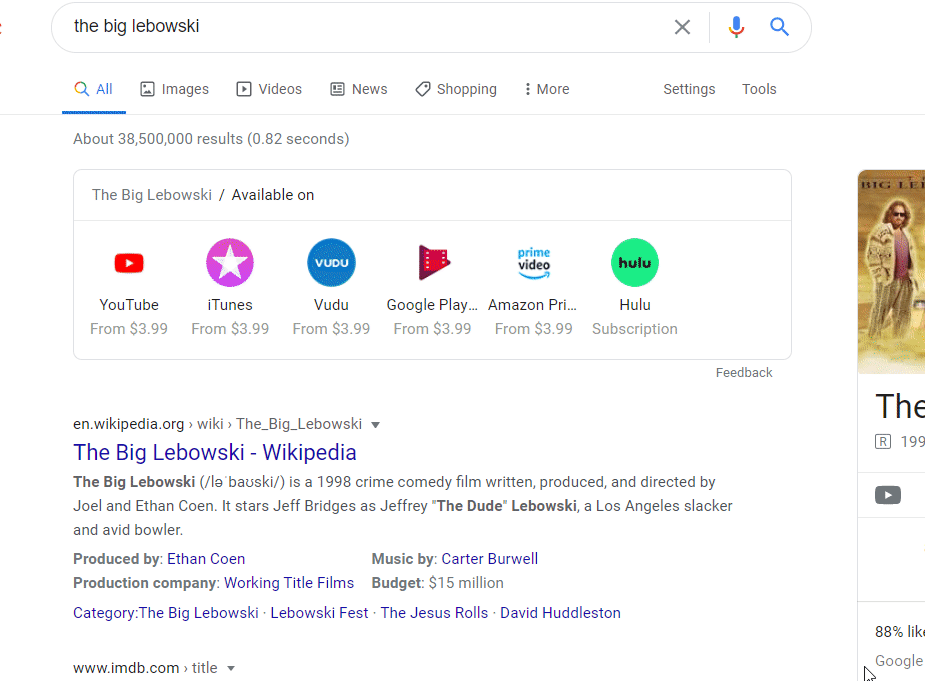 the big lebowski
All Images Videos News Shopping More Settings Tools
About 38,500,000 results (0.82 seconds)
The Big Lebowski / Available on
VUDU prime video hulu
YouTube iTunes Vudu Google Play... Amazon Pri... Hulu
From $3.99 From $3.99 From $3.99 From $3.99 From $3.99 Subscription
Feedback
en.wikipedia.org › wiki › The_Big_Lebowski
The Big Lebowski - Wikipedia
The Big Lebowski (/ləˈbaʊski/) is a 1998 crime comedy film written, produced, and directed by
Joel and Ethan Coen. It stars Jeff Bridges as Jeffrey "The Dude" Lebowski, a Los Angeles slacker
and avid bowler.
Produced by: Ethan Coen Music by: Carter Burwell
Production company: Working Title Films Budget: $15 million
Category:The Big Lebowski · Lebowski Fest · The Jesus Rolls · David Huddleston
www.imdb.com › title
BIG LE
The
R 199
88% like
Google